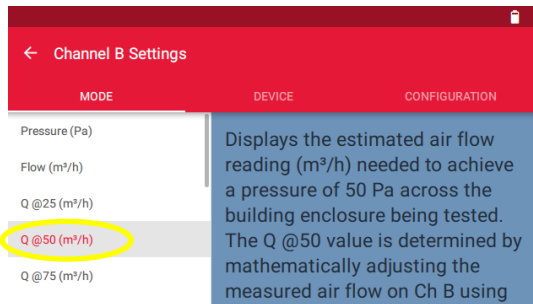 Channel B Settings
MODE DEVICE CONFIGURATION
Pressure (Pa)
Flow (m³/h)
Q @25 (m³/h)
Q @50 (m³/h)
Q @75 (m³/h)
Displays the estimated air flow
reading (m³/h) needed to achieve
a pressure of 50 Pa across the
building enclosure being tested.
The Q @50 value is determined by
mathematically adjusting the
measured air flow on Ch B using